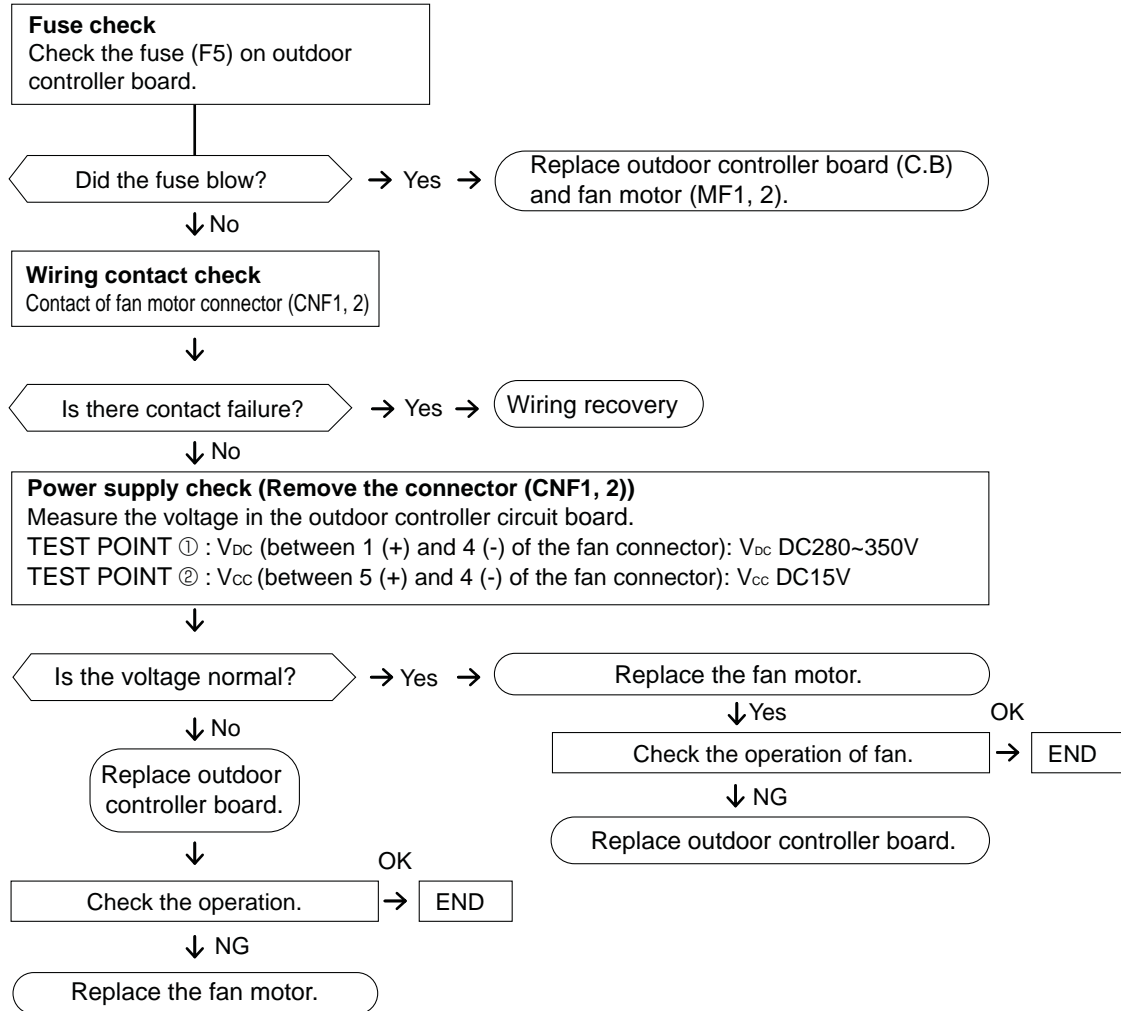 Fuse check
Check the fuse (F5) on outdoor
controller board.
Did the fuse blow?
Yes
Replace outdoor controller board (C.B)
and fan motor (MF1, 2).
No
Wiring contact check
Contact of fan motor connector (CNF1, 2)
Is there contact failure?
Yes
Wiring recovery
No
Power supply check (Remove the connector (CNF1, 2))
Measure the voltage in the outdoor controller circuit board.
TEST POINT ① : VDC (between 1 (+) and 4 (-) of the fan connector): VDC DC280~350V
TEST POINT ② : VCC (between 5 (+) and 4 (-) of the fan connector): VCC DC15V
Is the voltage normal?
Yes
Replace the fan motor.
Yes
OK
Check the operation of fan.
END
NG
Replace outdoor controller board.
No
Replace outdoor
controller board.
OK
Check the operation.
END
NG
Replace the fan motor.